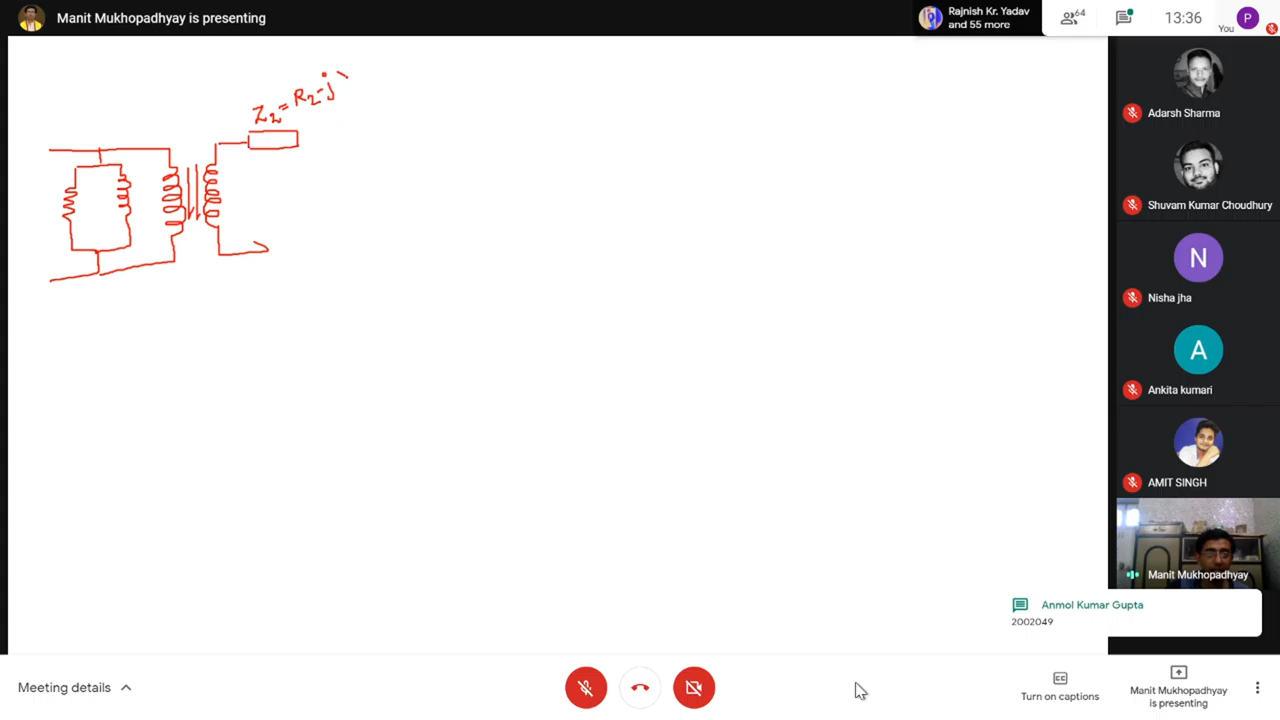 Manit Mukhopadhyay is presenting
Rajnish Kr. Yadav
and 55 more
64
13:36
You
P
Z2 = R2 - j
Adarsh Sharma
Shuvam Kumar Choudhury
N
Nisha jha
A
Ankita kumari
AMIT SINGH
Manit Mukhopadhyay
Anmol Kumar Gupta
2002049
Meeting details
CC
Turn on captions
Manit Mukhopadhyay
is presenting